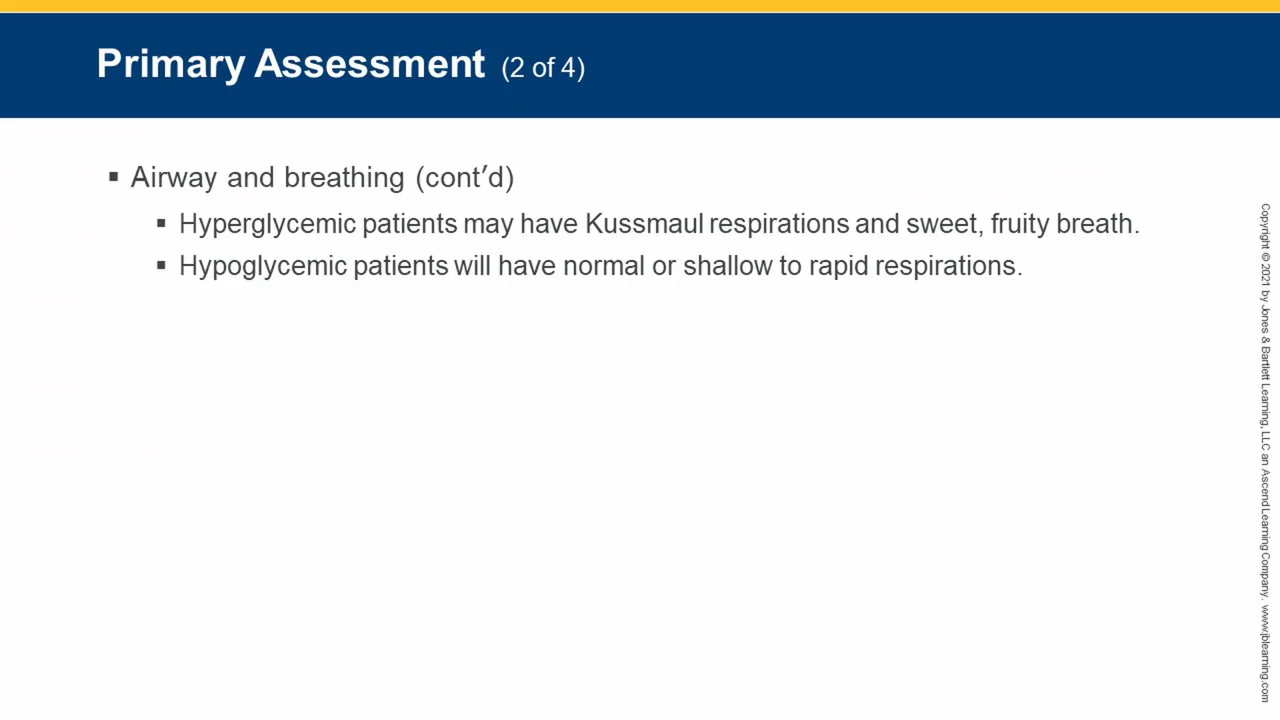 Primary Assessment (2 of 4)
▪ Airway and breathing (cont’d)
▪ Hyperglycemic patients may have Kussmaul respirations and sweet, fruity breath.
▪ Hypoglycemic patients will have normal or shallow to rapid respirations.
Copyright © 2021 by Jones & Bartlett Learning, LLC an Ascend Learning Company. www.jblearning.com